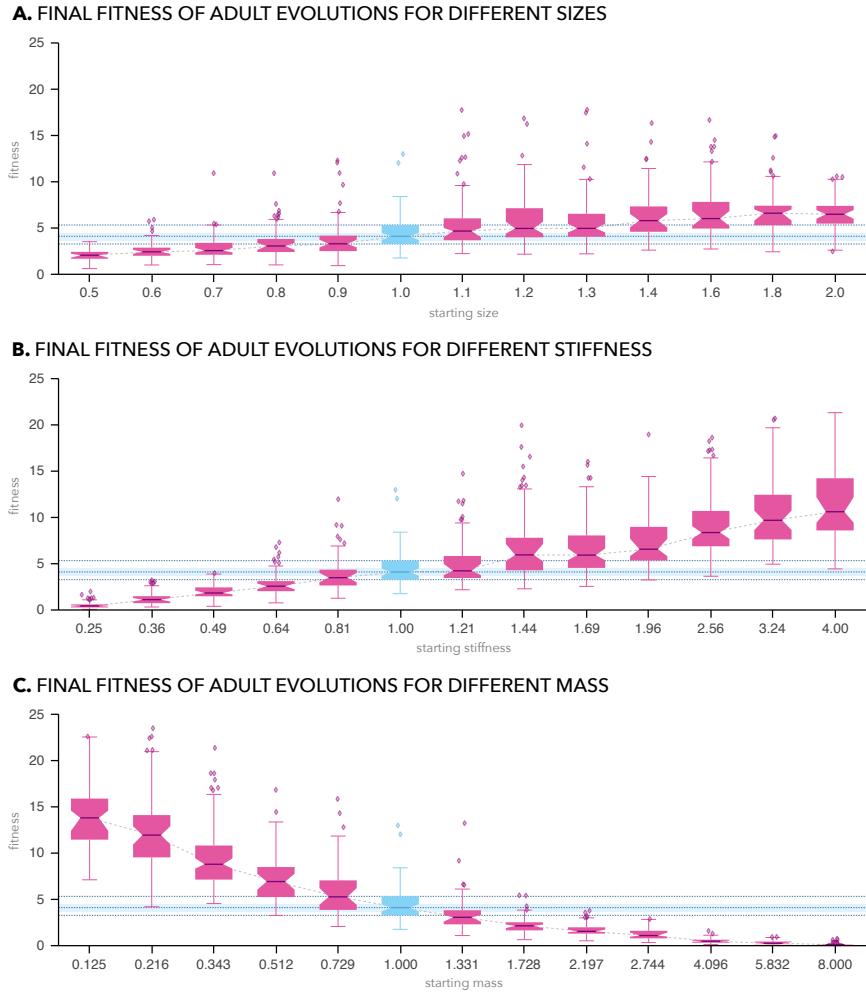 A. FINAL FITNESS OF ADULT EVOLUTIONS FOR DIFFERENT SIZES
25
20
15
10
5
0
fitness
0.5 0.6 0.7 0.8 0.9 1.0 1.1 1.2 1.3 1.4 1.6 1.8 2.0
starting size
B. FINAL FITNESS OF ADULT EVOLUTIONS FOR DIFFERENT STIFFNESS
25
20
15
10
5
0
fitness
0.25 0.36 0.49 0.64 0.81 1.00 1.21 1.44 1.69 1.96 2.56 3.24 4.00
starting stiffness
C. FINAL FITNESS OF ADULT EVOLUTIONS FOR DIFFERENT MASS
25
20
15
10
5
0
fitness
0.125 0.216 0.343 0.512 0.729 1.000 1.331 1.728 2.197 2.744 4.096 5.832 8.000
starting mass